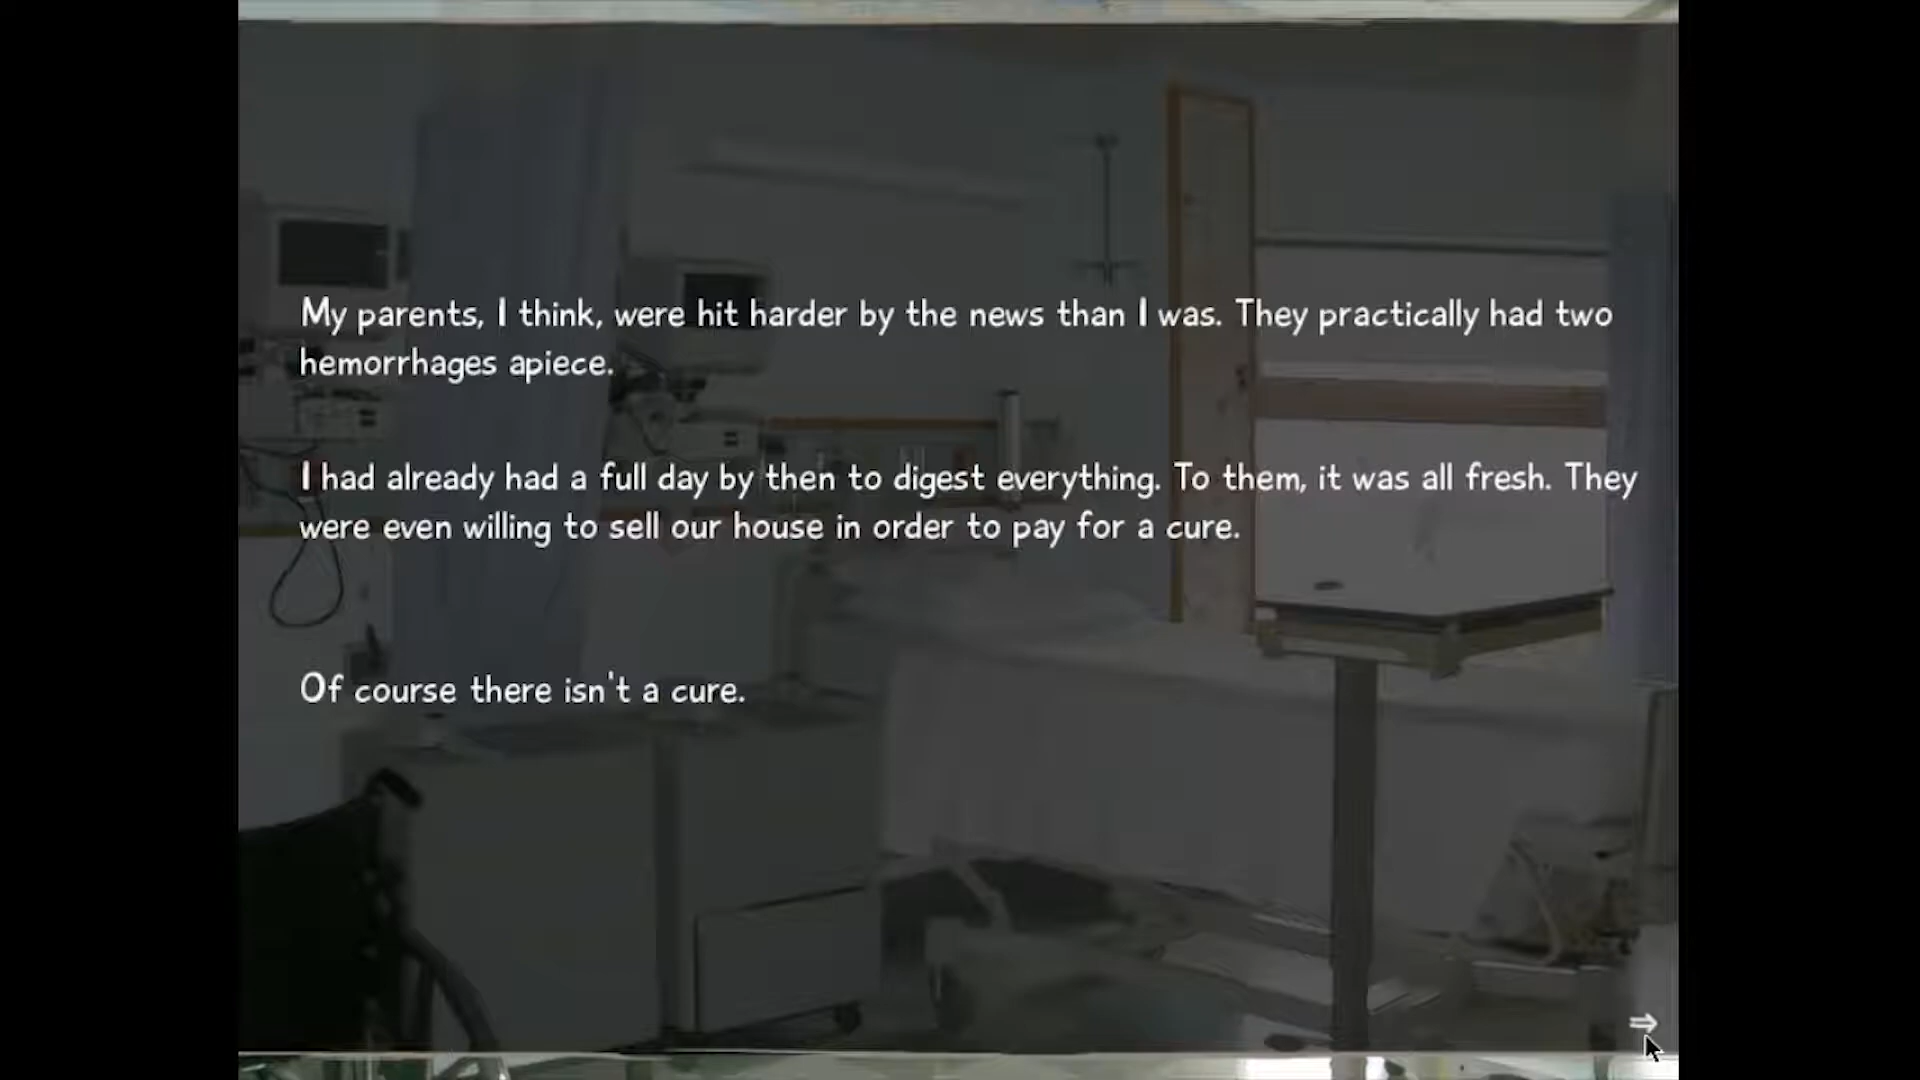 My parents, I think, were hit harder by the news than I was. They practically had two
hemorrhages apiece.
I had already had a full day by then to digest everything. To them, it was all fresh. They
were even willing to sell our house in order to pay for a cure.
Of course there isn't a cure.